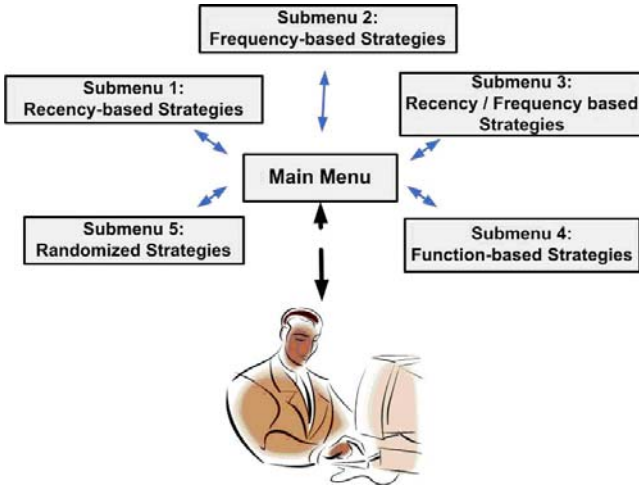 Submenu 2:
Frequency-based Strategies
Submenu 1:
Recency-based Strategies
Submenu 3:
Recency / Frequency based
Strategies
Main Menu
Submenu 5:
Randomized Strategies
Submenu 4:
Function-based Strategies